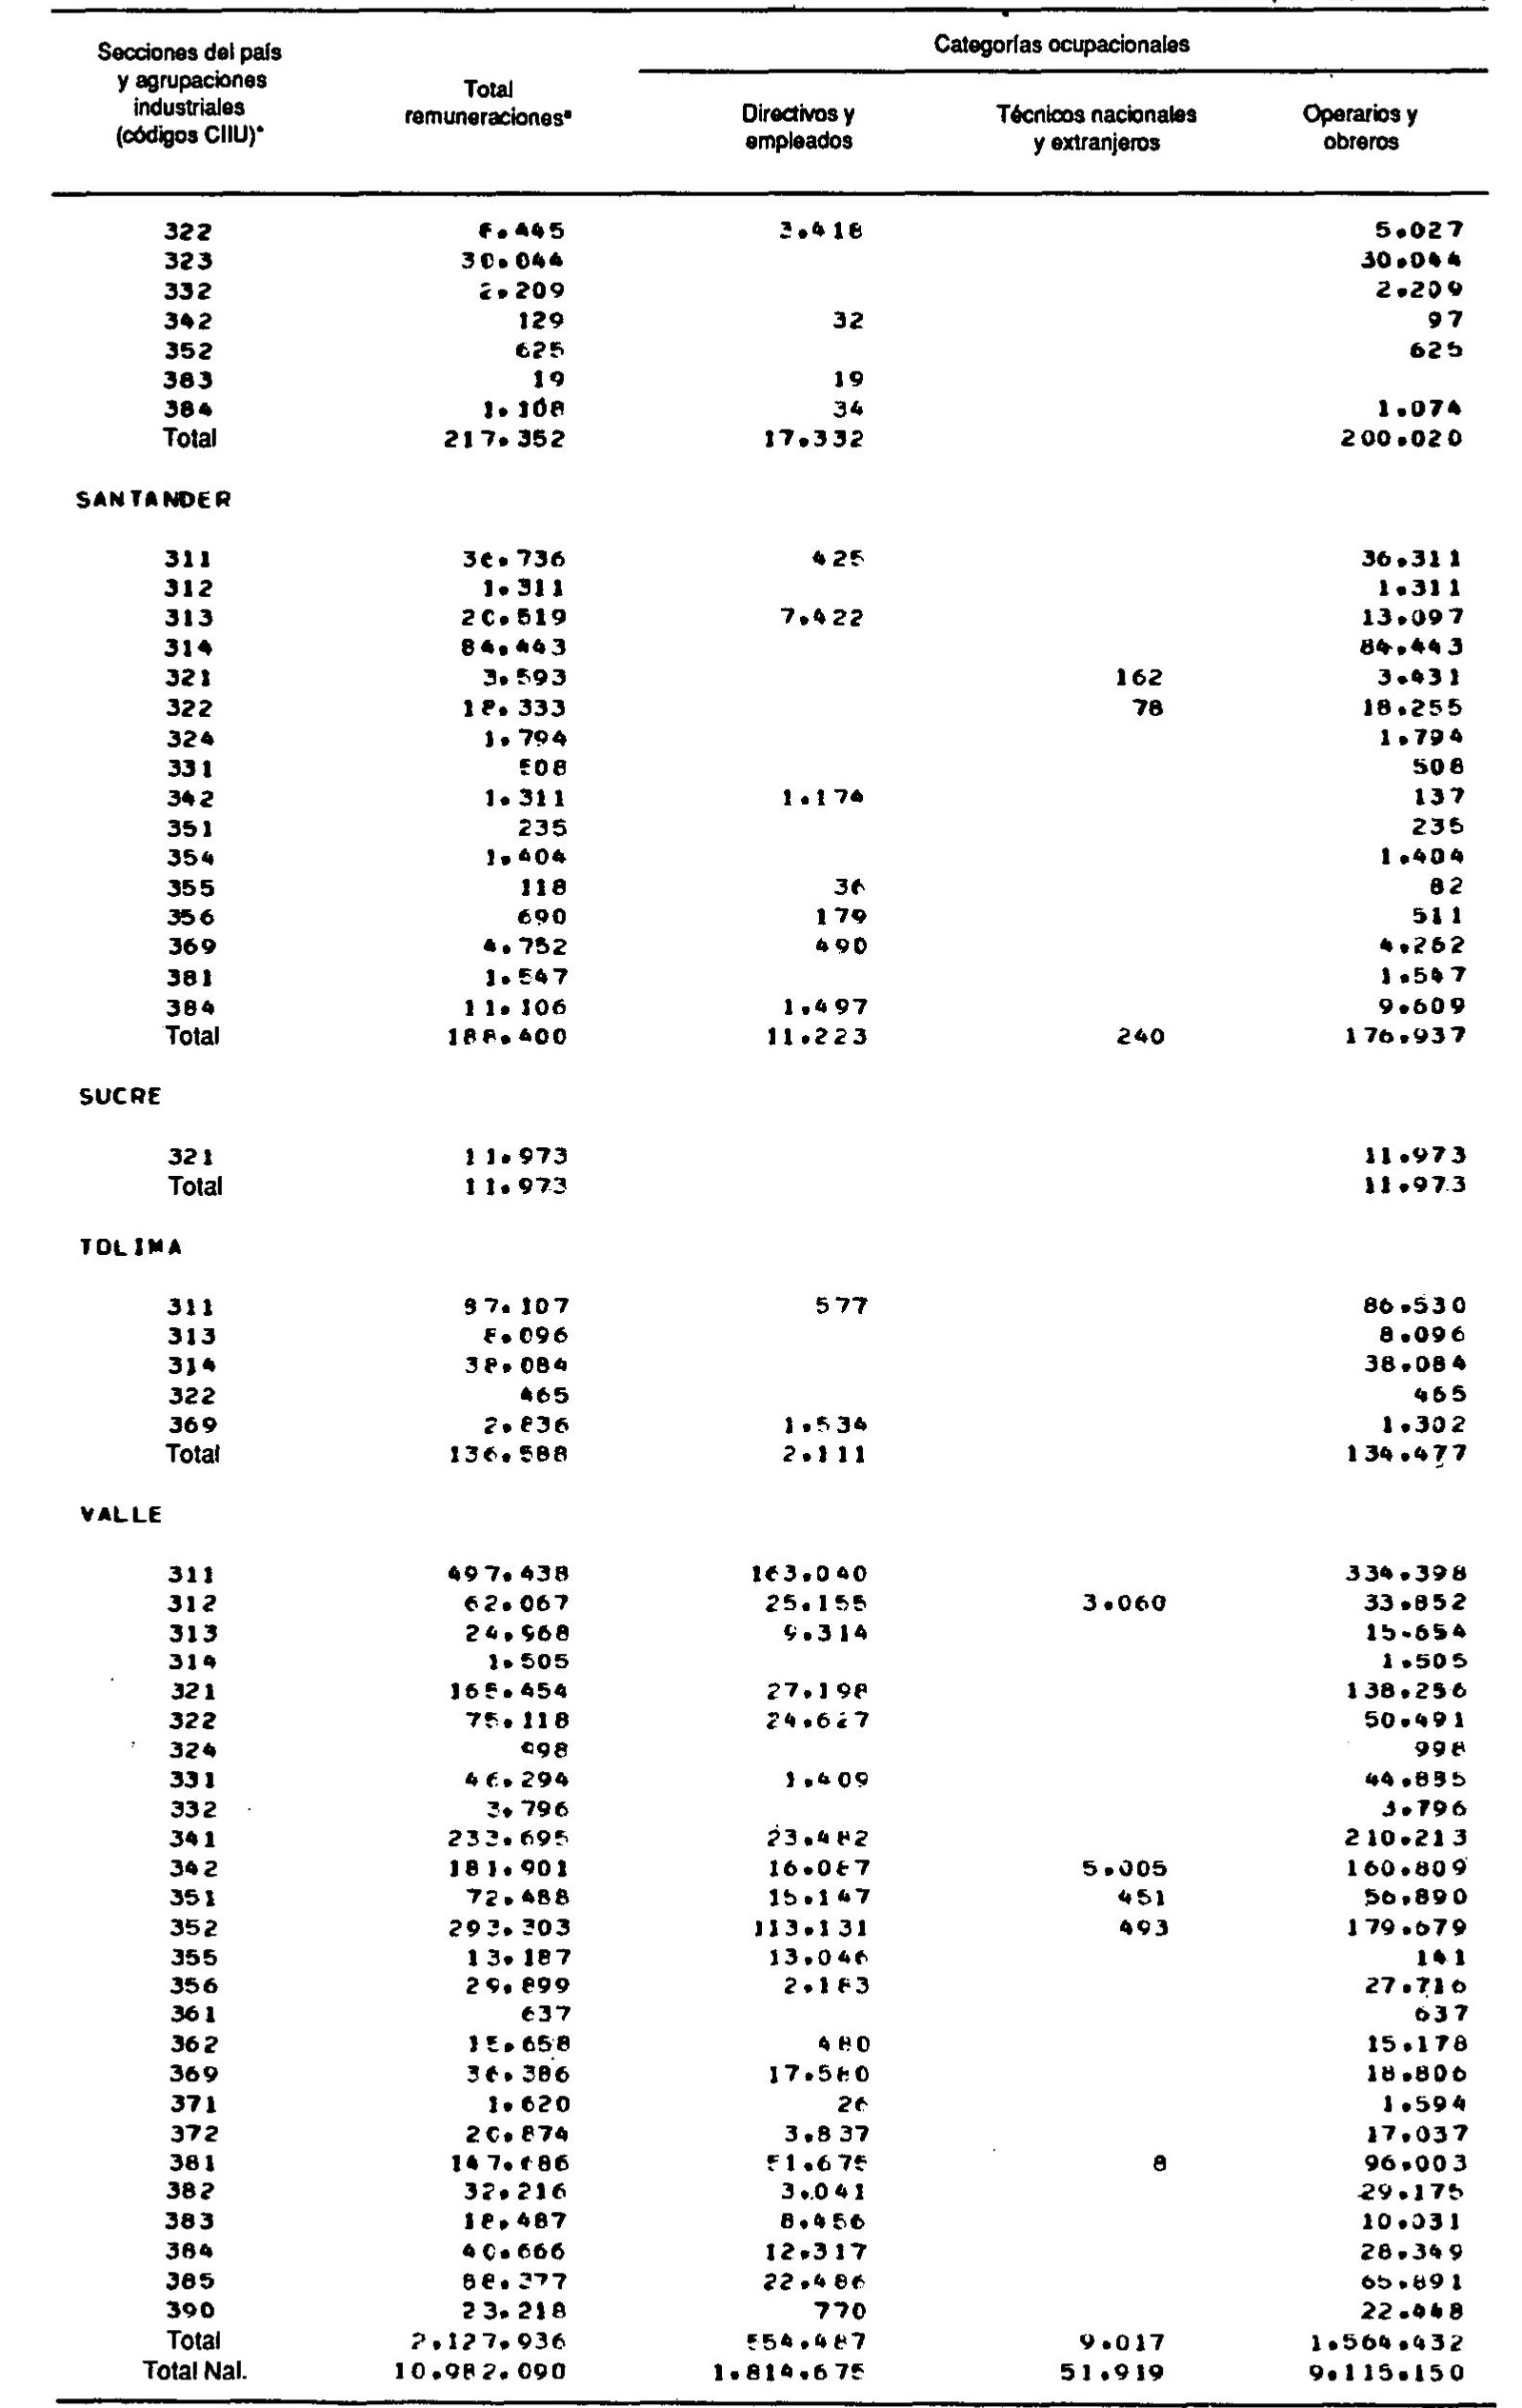 Categorías ocupacionales
Secciones del país
y agrupaciones
industriales
(códigos CIIU)*
Total
remuneracionesª
Directivos y
empleados
Técnicos nacionales
y extranjeros
Operarios y
obreros
322 8.445 3.418 5.027
323 30.044 30.044
332 2.209 2.209
342 129 32 97
352 625 625
383 19 19
384 1.108 34 1.074
Total 217.352 17.332 200.020
SANTANDER
311 36.736 425 36.311
312 1.311 1.311
313 20.519 7.422 13.097
314 84.443 84.443
321 3.593 162 3.431
322 18.333 78 18.255
324 1.794 1.794
331 508 508
342 1.311 1.174 137
351 235 235
354 1.404 1.404
355 118 36 82
356 690 179 511
369 4.752 490 4.262
381 1.547 1.547
384 11.106 1.497 9.609
Total 188.400 11.223 240 176.937
SUCRE
321 11.973 11.973
Total 11.973 11.973
TOLIMA
311 87.107 577 86.530
313 8.096 8.096
314 38.084 38.084
322 465 465
369 2.836 1.534 1.302
Total 136.588 2.111 134.477
VALLE
311 497.438 163.040 334.398
312 62.067 25.155 3.060 33.852
313 24.968 9.314 15.654
314 1.505 1.505
321 165.454 27.198 138.256
322 75.118 24.627 50.491
324 998 998
331 46.294 1.409 44.885
332 3.796 3.796
341 233.695 23.482 210.213
342 181.901 16.087 5.005 160.809
351 72.488 15.147 451 56.890
352 293.303 113.131 493 179.679
355 13.187 13.046 141
356 29.899 2.183 27.716
361 637 637
362 15.658 480 15.178
369 36.386 17.580 18.806
371 1.620 26 1.594
372 20.874 3.837 17.037
381 147.686 51.675 8 96.003
382 32.216 3.041 29.175
383 18.487 8.456 10.031
384 40.666 12.317 28.349
385 88.377 22.486 65.891
390 23.218 770 22.448
Total 2.127.936 554.487 9.017 1.564.432
Total Nal. 10.982.090 1.814.675 51.919 9.115.150